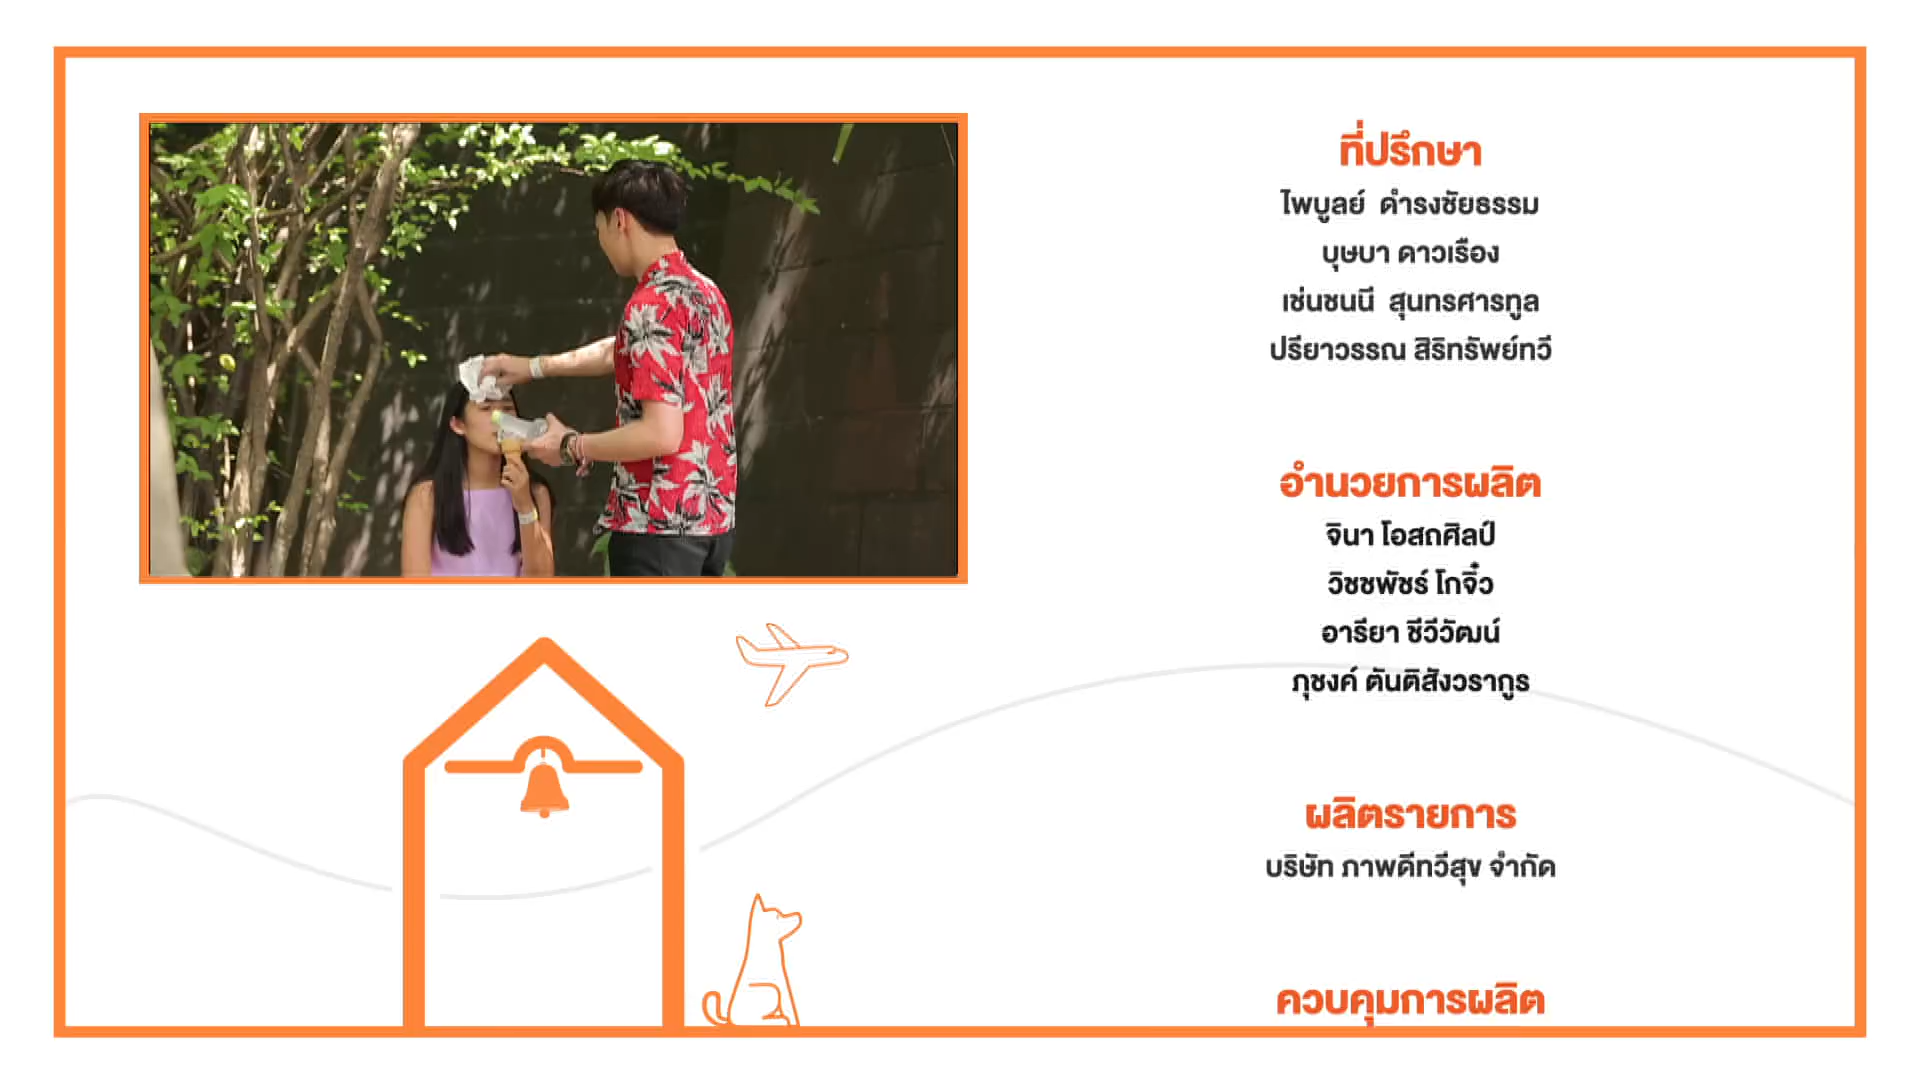 ที่ปรึกษา
ไพบูลย์ ดำรงชัยธรรม
บุษบา ดาวเรือง
เช่นชนนี สุนทรศารทูล
ปรียาวรรณ สิริทรัพย์ทวี
อำนวยการผลิต
จินา โอสถศิลป์
วิชชพัชร์ โกจิ๋ว
อารียา ชีวีวัฒน์
ภุชงค์ ตันติสังวรากูร
ผลิตรายการ
บริษัท ภาพดีทวีสุข จำกัด
ควบคุมการผลิต